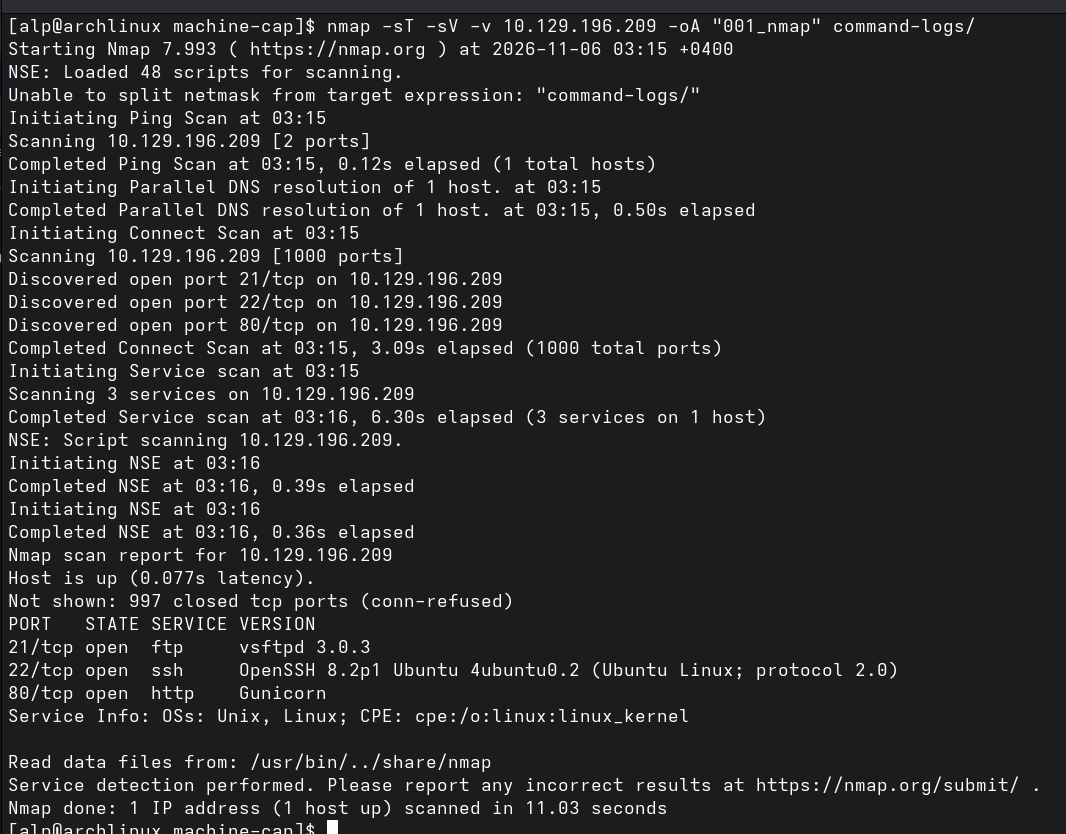 [alp@archlinux machine-cap]$ nmap -sT -sV -v 10.129.196.209 -oA "001_nmap" command-logs/
Starting Nmap 7.993 ( https://nmap.org ) at 2026-11-06 03:15 +0400
NSE: Loaded 48 scripts for scanning.
Unable to split netmask from target expression: "command-logs/"
Initiating Ping Scan at 03:15
Scanning 10.129.196.209 [2 ports]
Completed Ping Scan at 03:15, 0.12s elapsed (1 total hosts)
Initiating Parallel DNS resolution of 1 host. at 03:15
Completed Parallel DNS resolution of 1 host. at 03:15, 0.50s elapsed
Initiating Connect Scan at 03:15
Scanning 10.129.196.209 [1000 ports]
Discovered open port 21/tcp on 10.129.196.209
Discovered open port 22/tcp on 10.129.196.209
Discovered open port 80/tcp on 10.129.196.209
Completed Connect Scan at 03:15, 3.09s elapsed (1000 total ports)
Initiating Service scan at 03:15
Scanning 3 services on 10.129.196.209
Completed Service scan at 03:16, 6.30s elapsed (3 services on 1 host)
NSE: Script scanning 10.129.196.209.
Initiating NSE at 03:16
Completed NSE at 03:16, 0.39s elapsed
Initiating NSE at 03:16
Completed NSE at 03:16, 0.36s elapsed
Nmap scan report for 10.129.196.209
Host is up (0.077s latency).
Not shown: 997 closed tcp ports (conn-refused)
PORT   STATE SERVICE VERSION
21/tcp open  ftp     vsftpd 3.0.3
22/tcp open  ssh     OpenSSH 8.2p1 Ubuntu 4ubuntu0.2 (Ubuntu Linux; protocol 2.0)
80/tcp open  http    Gunicorn
Service Info: OSs: Unix, Linux; CPE: cpe:/o:linux:linux_kernel

Read data files from: /usr/bin/../share/nmap
Service detection performed. Please report any incorrect results at https://nmap.org/submit/ .
Nmap done: 1 IP address (1 host up) scanned in 11.03 seconds
[alp@archlinux machine-cap]$